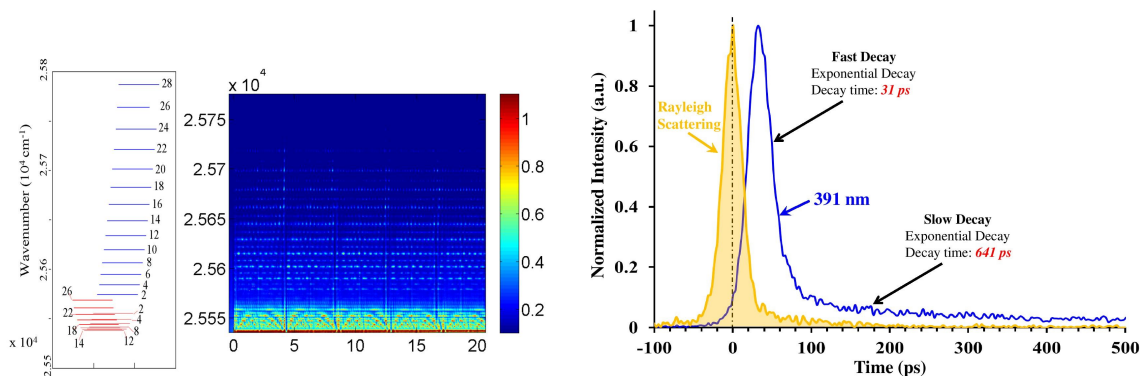 2.58
28
26
24
22
20
2.57
18
16
14
12
10
8
2.56
6
4
2
26
2
22
4
18
8
14
12
x 10⁴
2.55
Wavenumber (10⁴ cm⁻¹)
x 10⁴
2.575
2.57
2.565
2.56
2.555
0 5 10 15 20
1
0.8
0.6
0.4
0.2
Normalized Intensity (a.u.)
1
0.8
0.6
0.4
0.2
0
Rayleigh
Scattering
Fast Decay
Exponential Decay
Decay time: 31 ps
391 nm
Slow Decay
Exponential Decay
Decay time: 641 ps
-100 0 100 200 300 400 500
Time (ps)